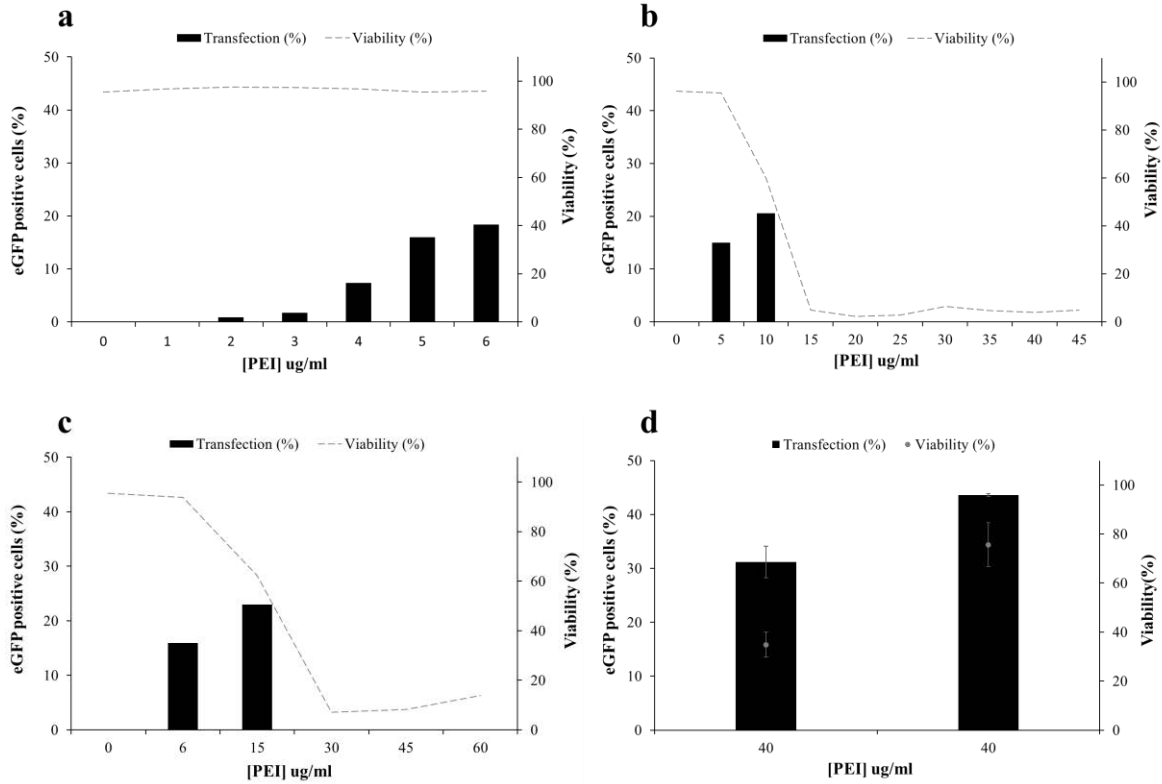 a
Transfection (%) Viability (%)
50
40
30
20
10
0
eGFP positive cells (%)
100
80
60
40
20
0
Viability (%)
0 1 2 3 4 5 6
[PEI] ug/ml
b
Transfection (%) Viability (%)
50
40
30
20
10
0
eGFP positive cells (%)
100
80
60
40
20
0
Viability (%)
0 5 10 15 20 25 30 35 40 45
[PEI] ug/ml
c
Transfection (%) Viability (%)
50
40
30
20
10
0
eGFP positive cells (%)
100
80
60
40
20
0
Viability (%)
0 6 15 30 45 60
[PEI] ug/ml
d
Transfection (%) Viability (%)
50
40
30
20
10
0
eGFP positive cells (%)
100
80
60
40
20
0
Viability(%)
40 40
[PEI] ug/ml